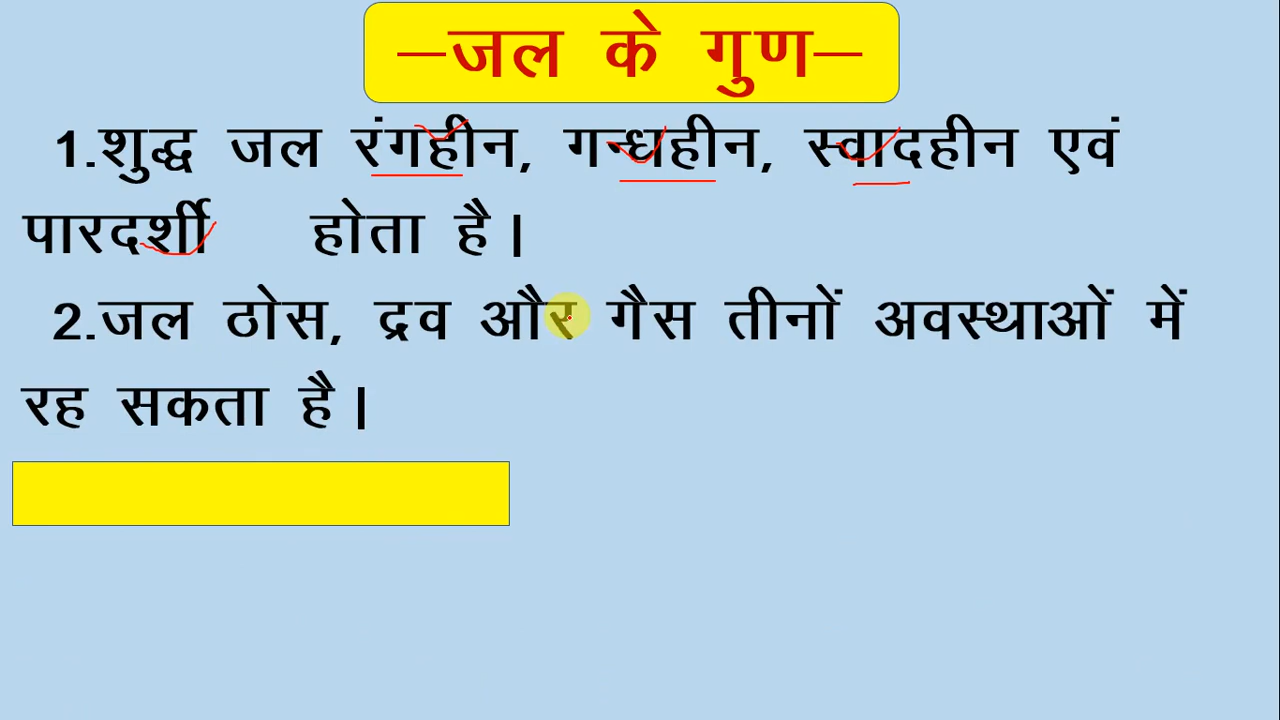 —जल के गुण—
1.शुद्ध जल रंगहीन, गन्धहीन, स्वादहीन एवं
पारदर्शी होता है।
2.जल ठोस, द्रव और गैस तीनों अवस्थाओं में
रह सकता है।